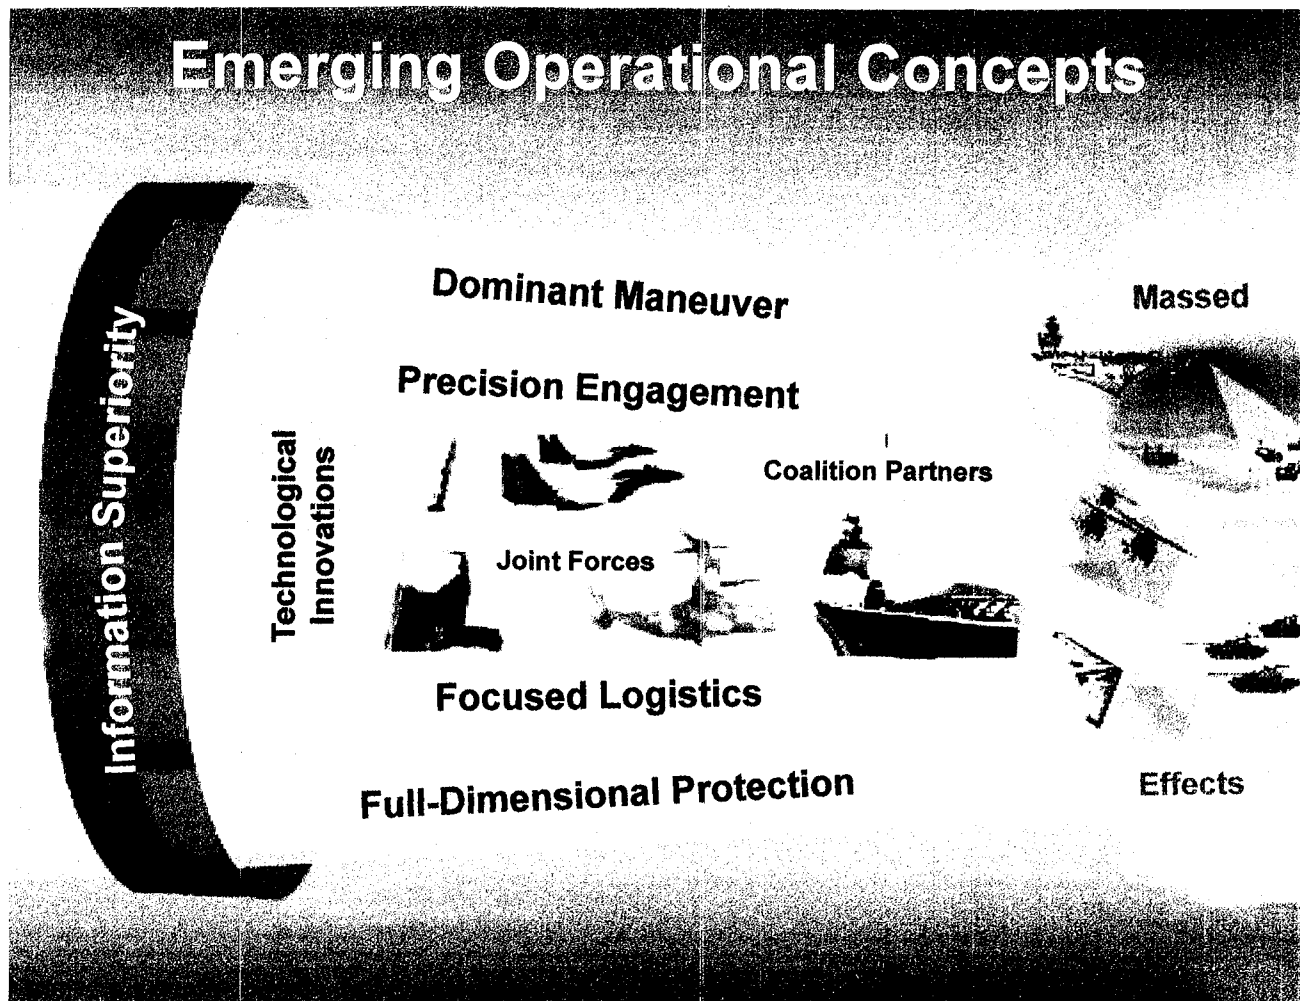 Emerging Operational Concepts
Information Superiority
Dominant Maneuver
Massed
Precision Engagement
Technological
Innovations
Coalition Partners
Joint Forces
Focused Logistics
Full-Dimensional Protection
Effects